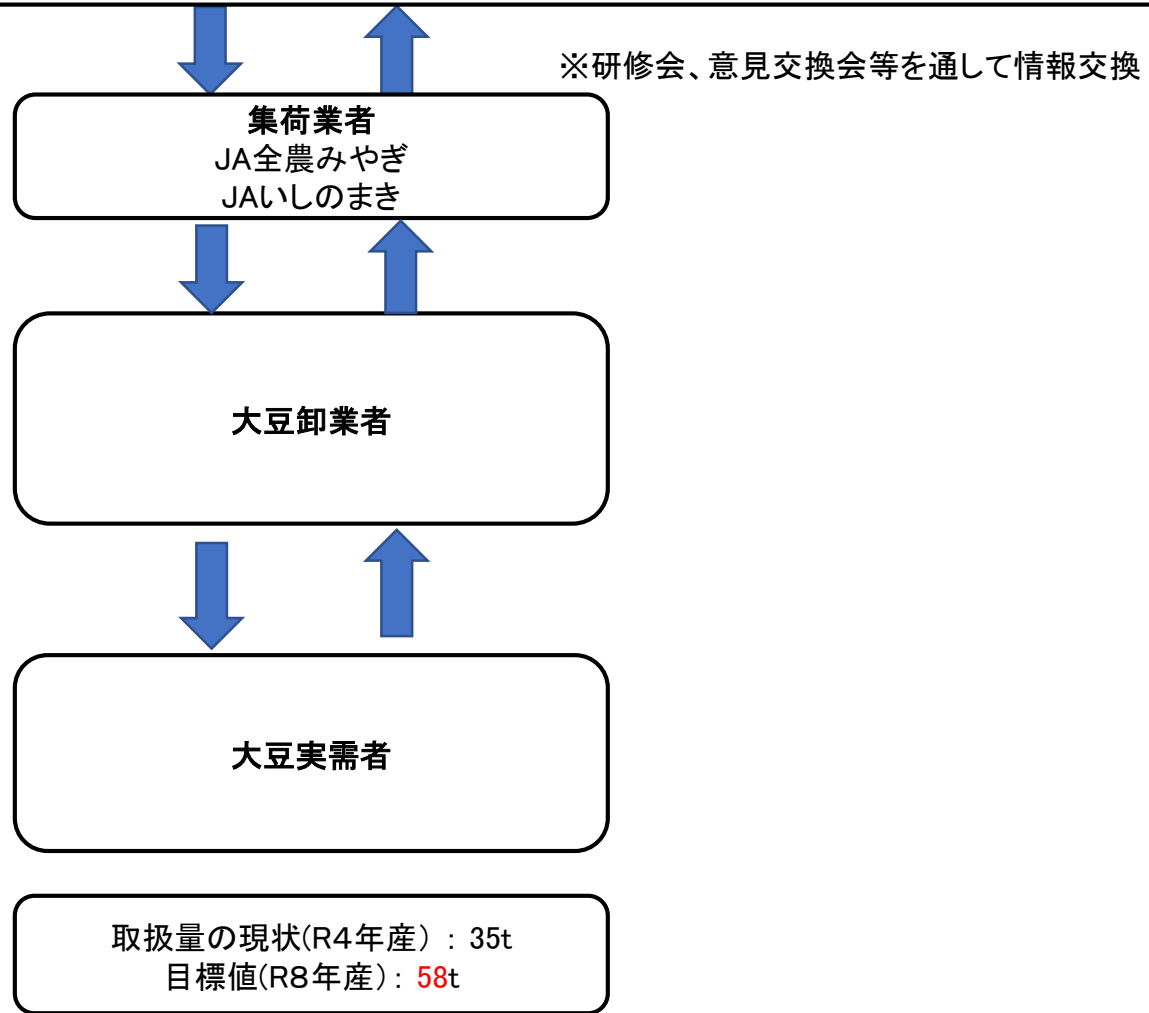 ※研修会、意見交換会等を通して情報交換
集荷業者
JA全農みやぎ
JAいしのまき
大豆卸業者
大豆実需者
取扱量の現状(R4年産）: 35t
目標値(R8年産): 58t